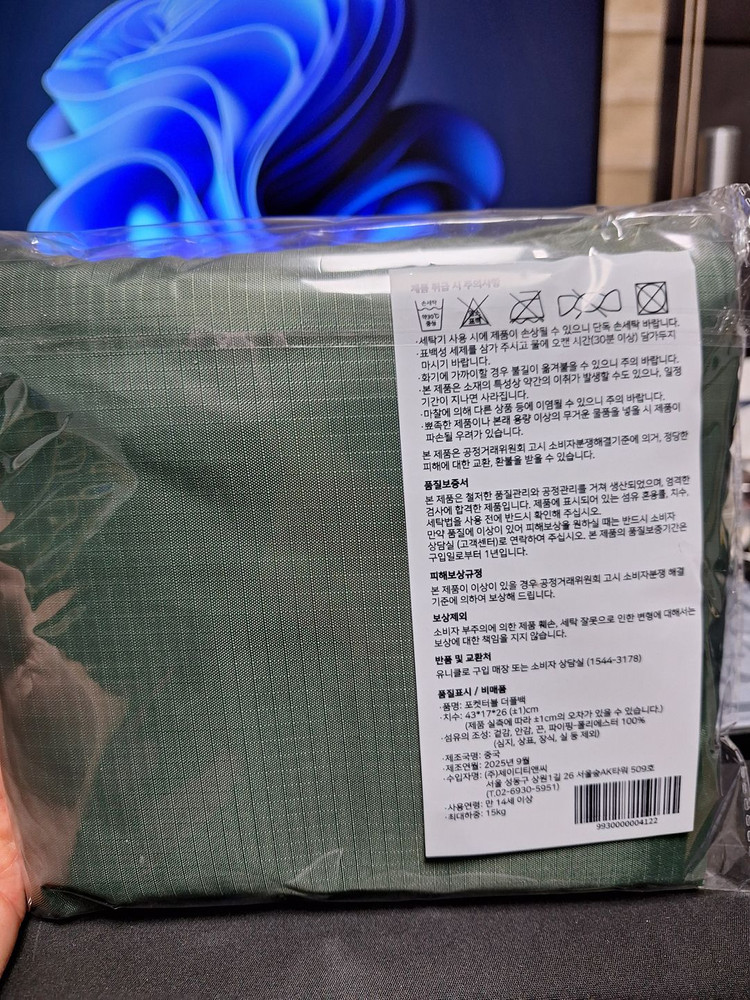 제품 취급 시 주의사항
손세탁
약30℃
중성
염소
표백
·세탁기 사용 시에 제품이 손상될 수 있으니 단독 손세탁 바랍니다.
·표백성 세제를 삼가 주시고 물에 오랜 시간(30분 이상) 담가두지
마시기 바랍니다.
·화기에 가까이할 경우 불길이 옮겨붙을 수 있으니 주의 바랍니다.
·본 제품은 소재의 특성상 약간의 이취가 발생할 수도 있으나, 일정
기간이 지나면 사라집니다.
·마찰에 의해 다른 상품 등에 이염될 수 있으니 주의 바랍니다.
·뾰족한 제품이나 본래 용량 이상의 무거운 물품을 넣을 시 제품이
파손될 우려가 있습니다.
본 제품은 공정거래위원회 고시 소비자분쟁해결기준에 의거, 정당한
피해에 대한 교환, 환불을 받을 수 있습니다.
품질보증서
본 제품은 철저한 품질관리와 공정관리를 거쳐 생산되었으며, 엄격한
검사에 합격한 제품입니다. 제품에 표시되어 있는 섬유 혼용률, 치수,
세탁법을 사용 전에 반드시 확인해 주십시오.
만약 품질에 이상이 있어 피해보상을 원하실 때는 반드시 소비자
상담실 (고객센터)로 연락하여 주십시오. 본 제품의 품질보증기간은
구입일로부터 1년입니다.
피해보상규정
본 제품이 이상이 있을 경우 공정거래위원회 고시 소비자분쟁 해결
기준에 의하여 보상해 드립니다.
보상제외
소비자 부주의에 의한 제품 훼손, 세탁 잘못으로 인한 변형에 대해서는
보상에 대한 책임을 지지 않습니다.
반품 및 교환처
유니클로 구입 매장 또는 소비자 상담실 (1544-3178)
품질표시 / 비매품
·품명: 포켓터블 더플백
·치수: 43*17*26 (±1)cm
(제품 실측에 따라 ±1cm의 오차가 있을 수 있습니다.)
·섬유의 조성: 겉감, 안감, 끈, 파이핑-폴리에스터 100%
(심지, 상표, 장식, 실 등 제외)
·제조국명: 중국
·제조연월: 2025년 9월
·수입자명: (주)제이디티앤씨
서울 성동구 상원1길 26 서울숲AK타워 509호
(T.02-6930-5951)
·사용연령: 만 14세 이상
·최대하중: 15kg
9930000004122